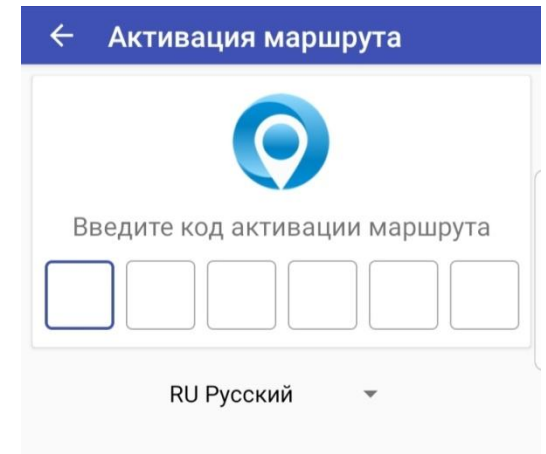 Активация маршрута
Введите код активации маршрута
RU Русский